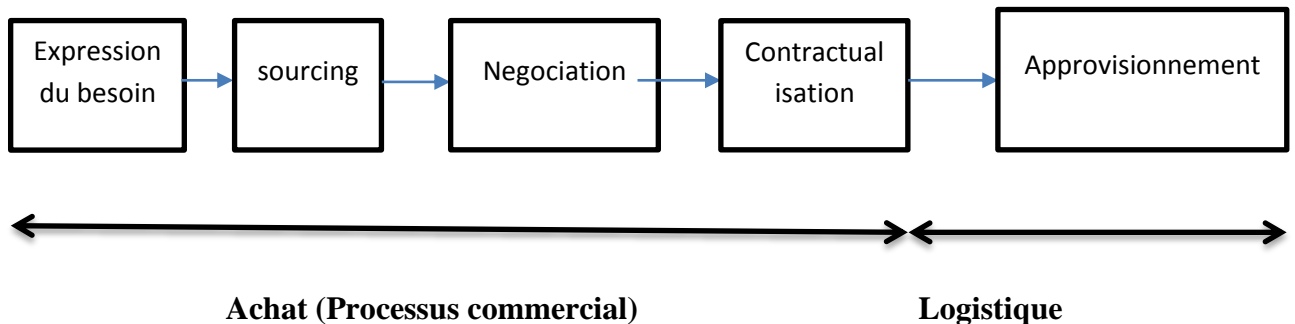 Expression
du besoin
sourcing
Negociation
Contractual
isation
Approvisionnement
Achat (Processus commercial)
Logistique